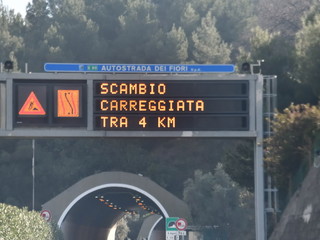 AUTOSTRADA DEI FIORI S.p.A
SCAMBIO
CARREGGIATA
TRA 4 KM